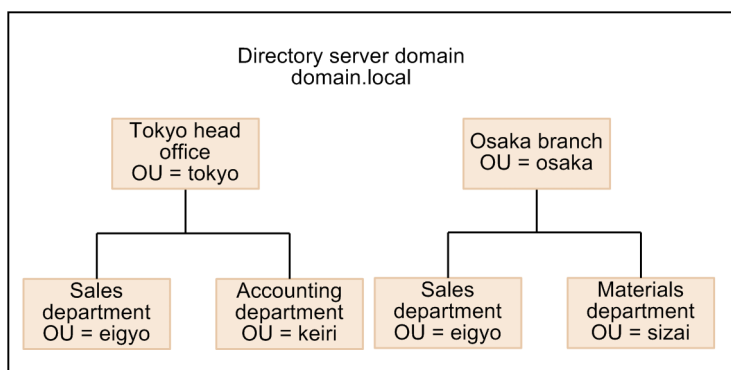 Directory server domain
domain.local
Tokyo head
office
OU = tokyo
Osaka branch
OU = osaka
Sales
department
OU = eigyo
Accounting
department
OU = keiri
Sales
department
OU = eigyo
Materials
department
OU = sizai